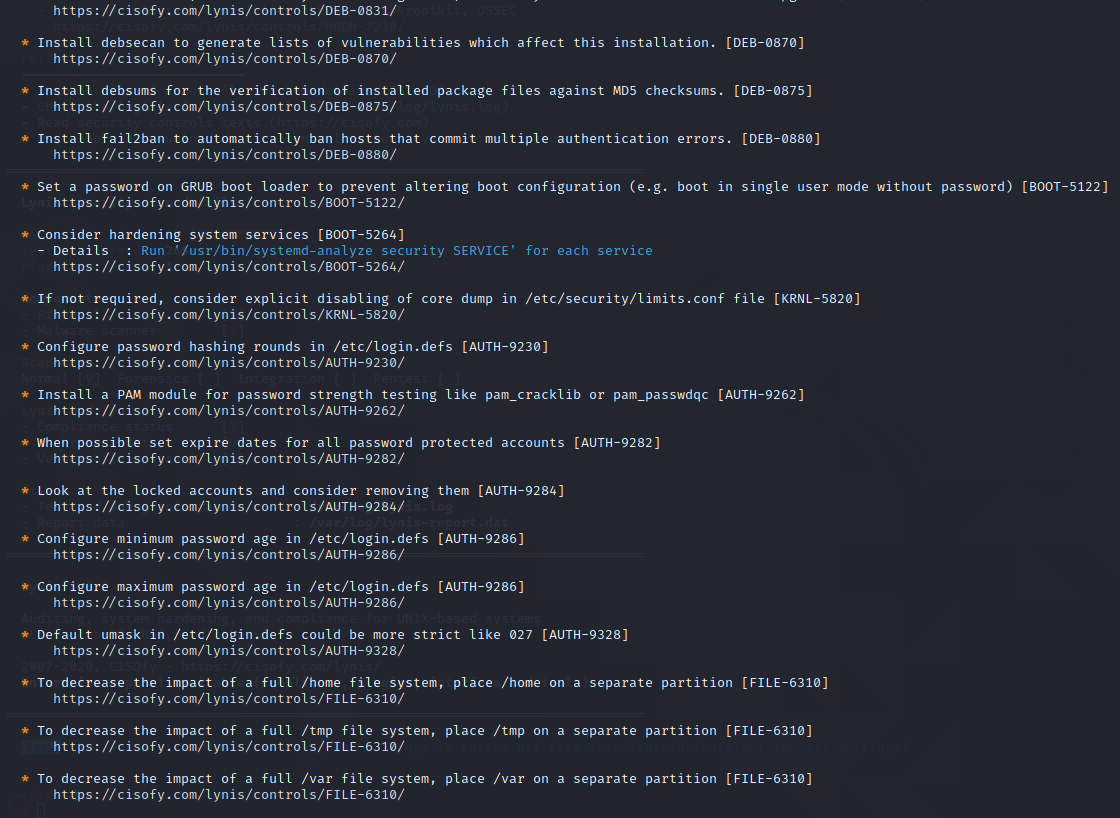 https://cisofy.com/lynis/controls/DEB-0831/
* Install debsecan to generate lists of vulnerabilities which affect this installation. [DEB-0870]
https://cisofy.com/lynis/controls/DEB-0870/
* Install debsums for the verification of installed package files against MD5 checksums. [DEB-0875]
https://cisofy.com/lynis/controls/DEB-0875/
* Install fail2ban to automatically ban hosts that commit multiple authentication errors. [DEB-0880]
https://cisofy.com/lynis/controls/DEB-0880/
* Set a password on GRUB boot loader to prevent altering boot configuration (e.g. boot in single user mode without password) [BOOT-5122]
https://cisofy.com/lynis/controls/BOOT-5122/
* Consider hardening system services [BOOT-5264]
- Details  : Run '/usr/bin/systemd-analyze security SERVICE' for each service
https://cisofy.com/lynis/controls/BOOT-5264/
* If not required, consider explicit disabling of core dump in /etc/security/limits.conf file [KRNL-5820]
https://cisofy.com/lynis/controls/KRNL-5820/
* Configure password hashing rounds in /etc/login.defs [AUTH-9230]
https://cisofy.com/lynis/controls/AUTH-9230/
* Install a PAM module for password strength testing like pam_cracklib or pam_passwdqc [AUTH-9262]
https://cisofy.com/lynis/controls/AUTH-9262/
* When possible set expire dates for all password protected accounts [AUTH-9282]
https://cisofy.com/lynis/controls/AUTH-9282/
* Look at the locked accounts and consider removing them [AUTH-9284]
https://cisofy.com/lynis/controls/AUTH-9284/
* Configure minimum password age in /etc/login.defs [AUTH-9286]
https://cisofy.com/lynis/controls/AUTH-9286/
* Configure maximum password age in /etc/login.defs [AUTH-9286]
https://cisofy.com/lynis/controls/AUTH-9286/
* Default umask in /etc/login.defs could be more strict like 027 [AUTH-9328]
https://cisofy.com/lynis/controls/AUTH-9328/
* To decrease the impact of a full /home file system, place /home on a separate partition [FILE-6310]
https://cisofy.com/lynis/controls/FILE-6310/
* To decrease the impact of a full /tmp file system, place /tmp on a separate partition [FILE-6310]
https://cisofy.com/lynis/controls/FILE-6310/
* To decrease the impact of a full /var file system, place /var on a separate partition [FILE-6310]
https://cisofy.com/lynis/controls/FILE-6310/